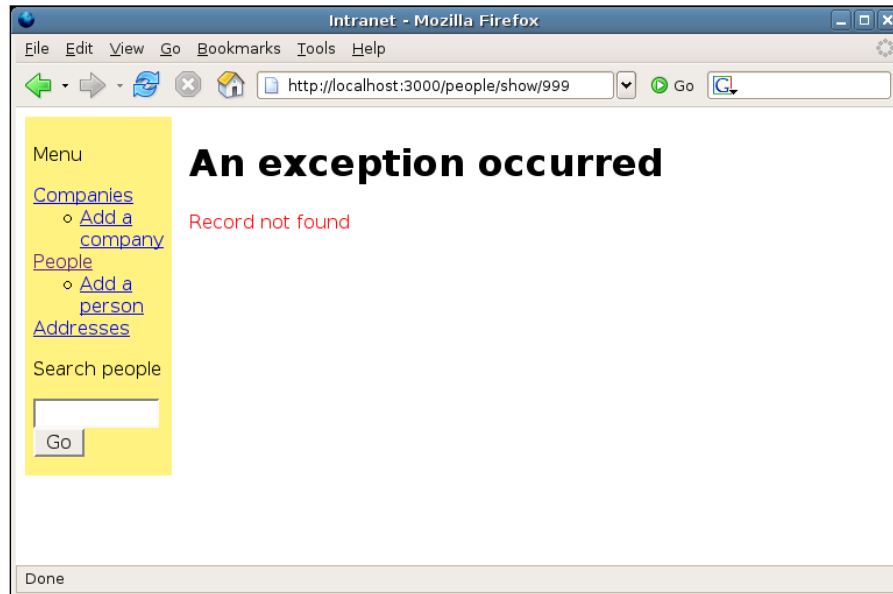 Intranet - Mozilla Firefox
File Edit View Go Bookmarks Tools Help
http://localhost:3000/people/show/999 Go G
Menu
An exception occurred
Companies
Add a
company
Record not found
People
Add a
person
Addresses
Search people
Go
Done